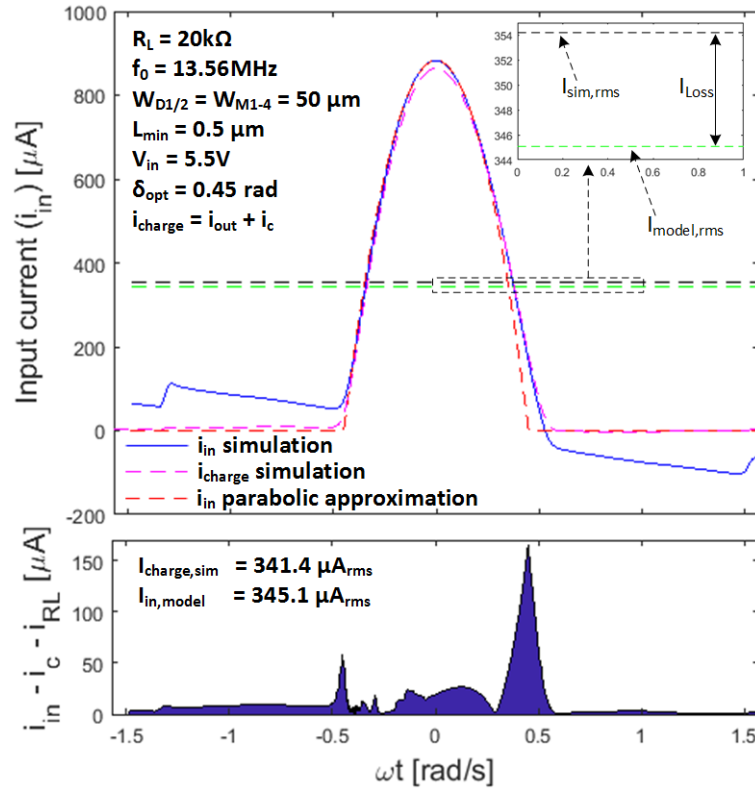 1000
800
600
400
200
0
-200
Input current (i_in) [μA]
R_L = 20kΩ
f_0 = 13.56MHz
W_D1/2 = W_M1-4 = 50 μm
L_min = 0.5 μm
V_in = 5.5V
δ_opt = 0.45 rad
i_charge = i_out + i_c
354
352
350
348
346
344
0 0.2 0.4 0.6 0.8 1
I_sim,rms
I_Loss
I_model,rms
i_in simulation
i_charge simulation
i_in parabolic approximation
150
100
50
0
i_in - i_c - i_RL [μA]
I_charge,sim = 341.4 μA_rms
I_in,model = 345.1 μA_rms
-1.5 -1 -0.5 0 0.5 1 1.5
ωt [rad/s]